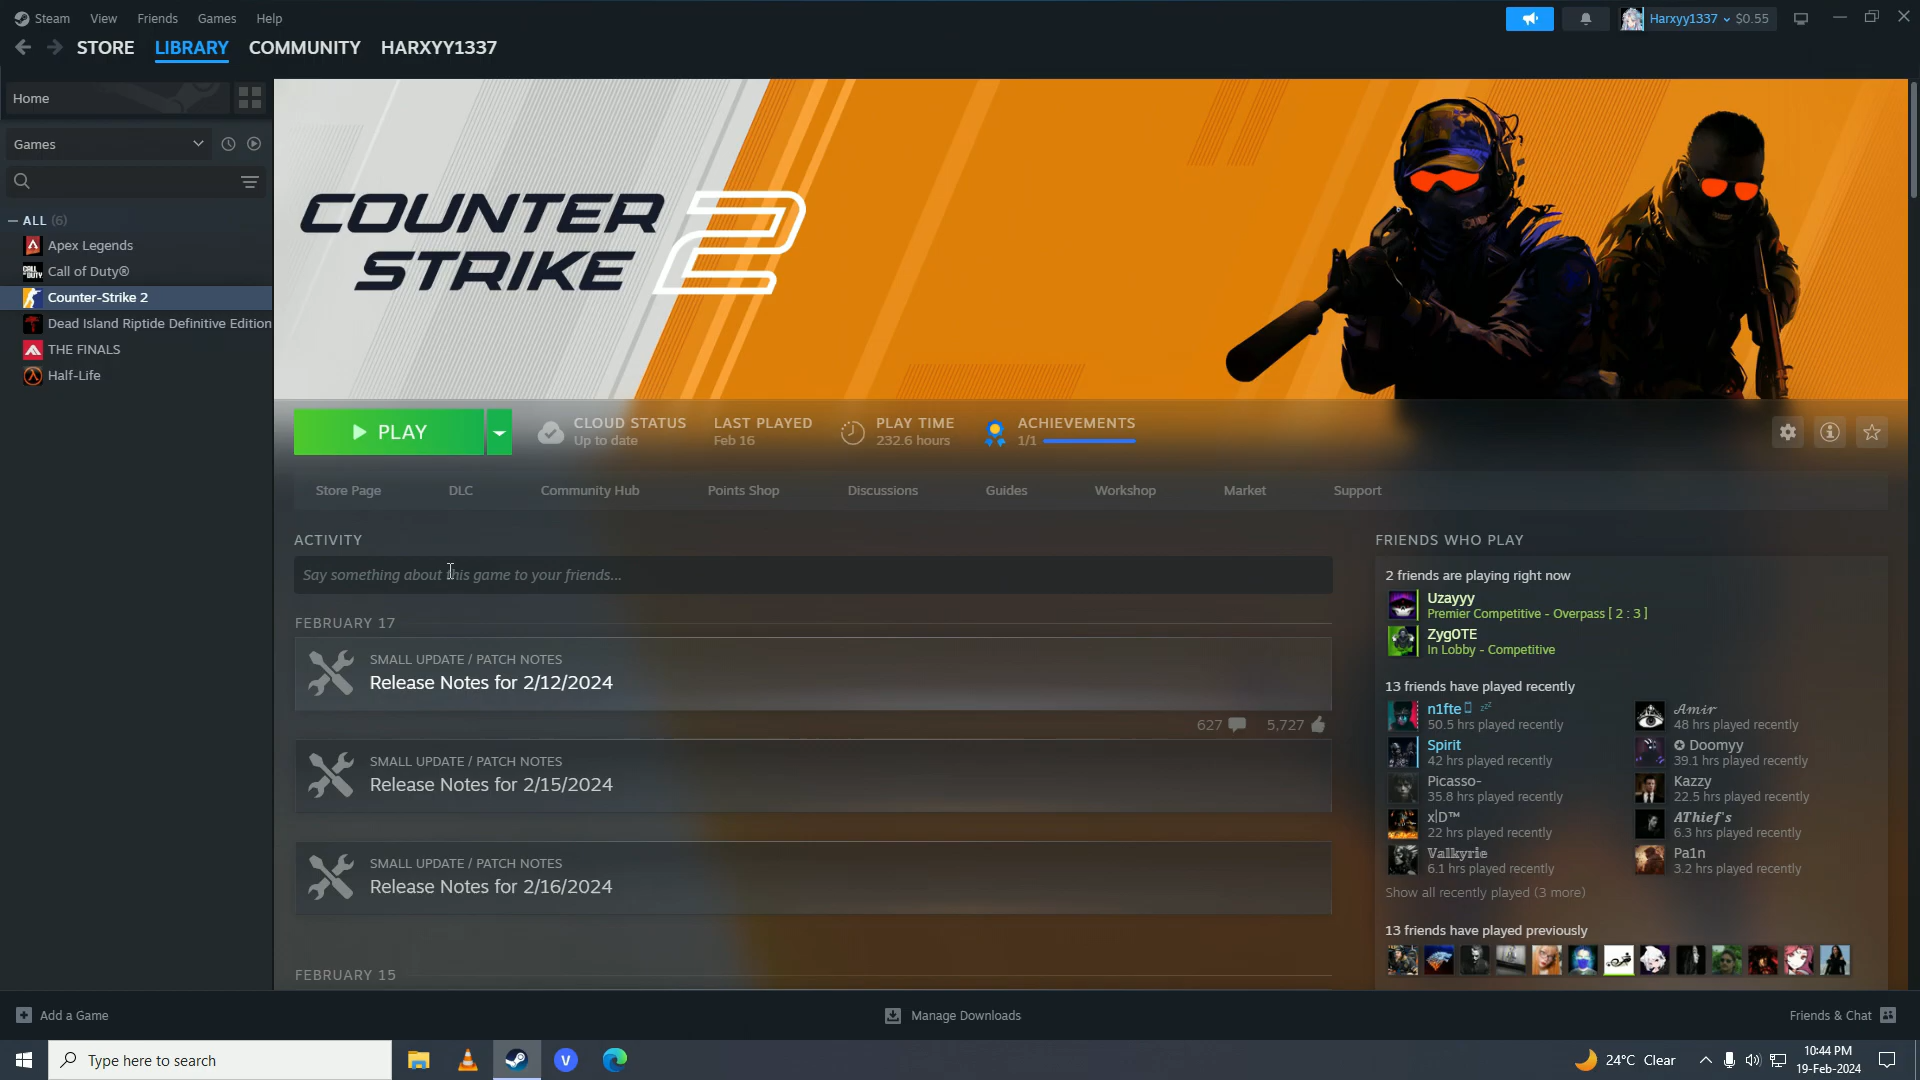 Steam View Friends Games Help
Harxyy1337 $0.55
STORE LIBRARY COMMUNITY HARXYY1337
Home
Games
ALL (6)
Apex Legends
Call of Duty®
Counter-Strike 2
Dead Island Riptide Definitive Edition
THE FINALS
Half-Life
COUNTER
STRIKE 2
PLAY
CLOUD STATUS
Up to date
LAST PLAYED
Feb 16
PLAY TIME
232.6 hours
ACHIEVEMENTS
1/1
Store Page DLC Community Hub Points Shop Discussions Guides Workshop Market Support
ACTIVITY
Say something about this game to your friends...
FEBRUARY 17
SMALL UPDATE / PATCH NOTES
Release Notes for 2/12/2024
627 5,727
SMALL UPDATE / PATCH NOTES
Release Notes for 2/15/2024
SMALL UPDATE / PATCH NOTES
Release Notes for 2/16/2024
FEBRUARY 15
FRIENDS WHO PLAY
2 friends are playing right now
Uzayyy
Premier Competitive - Overpass [ 2 : 3 ]
ZygOTE
In Lobby - Competitive
13 friends have played recently
n1fte zzz
50.5 hrs played recently
𝓐𝓶𝓲𝓻
48 hrs played recently
Spirit
42 hrs played recently
✪ Doomyy
39.1 hrs played recently
Picasso-
35.8 hrs played recently
Kazzy
22.5 hrs played recently
x|D™
22 hrs played recently
𝑨𝑻𝒉𝒊𝒆𝒇'𝒔
6.3 hrs played recently
𝕍𝕒𝕝𝕜𝕪𝕣𝕚𝕖
6.1 hrs played recently
Pa1n
3.2 hrs played recently
Show all recently played (3 more)
13 friends have played previously
Add a Game
Manage Downloads
Friends & Chat
Type here to search
V
24°C Clear
10:44 PM
19-Feb-2024